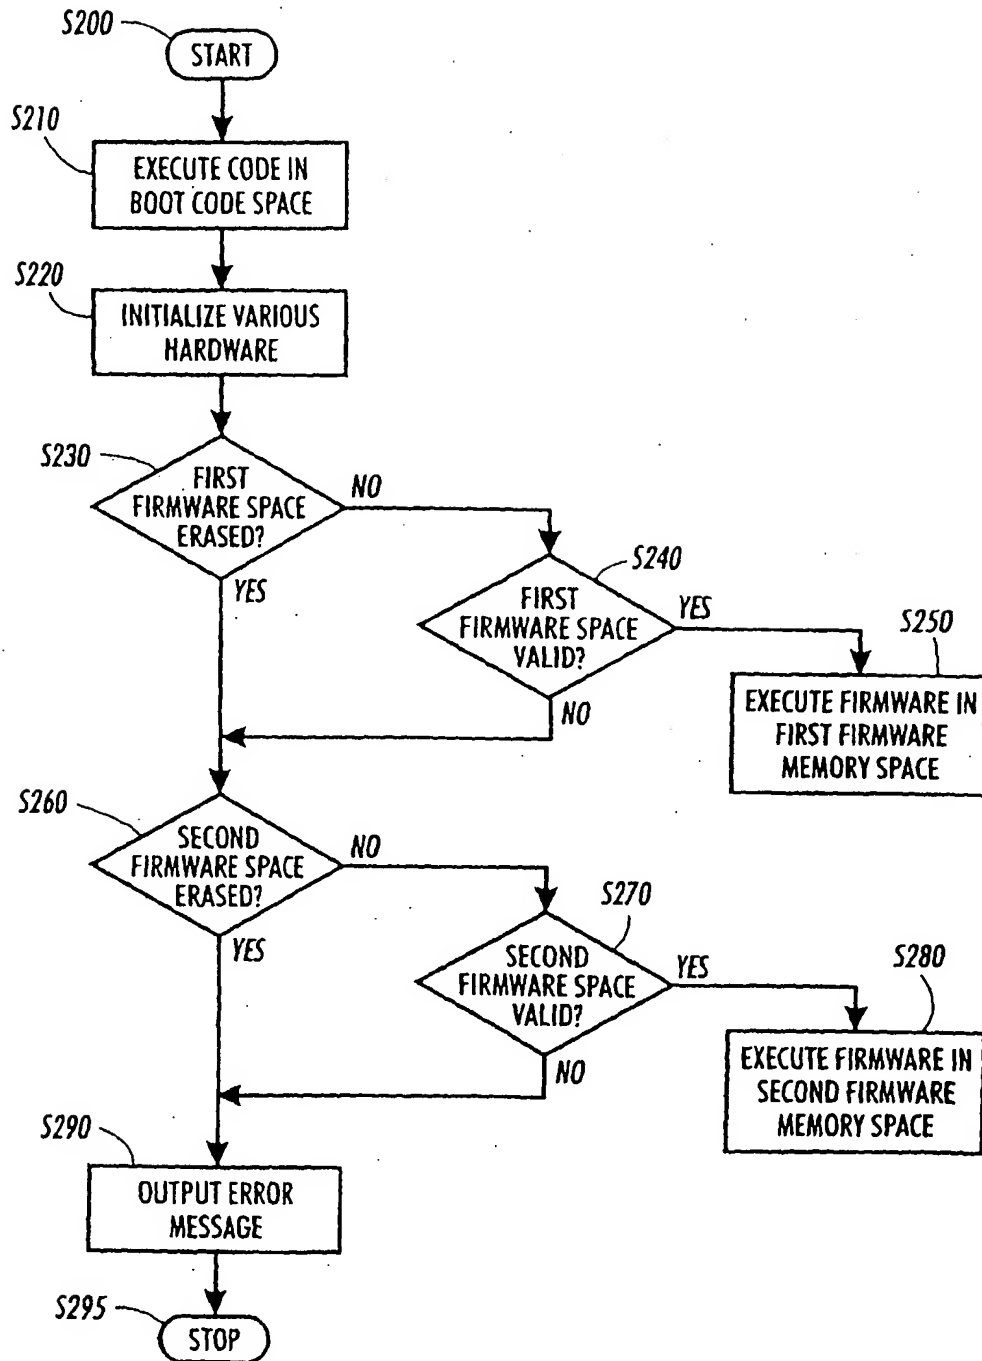 S200
START
S210
EXECUTE CODE IN
BOOT CODE SPACE
S220
INITIALIZE VARIOUS
HARDWARE
S230
FIRST
FIRMWARE SPACE
ERASED?
NO
YES
S240
FIRST
FIRMWARE SPACE
VALID?
YES
NO
S250
EXECUTE FIRMWARE IN
FIRST FIRMWARE
MEMORY SPACE
S260
SECOND
FIRMWARE SPACE
ERASED?
NO
YES
S270
SECOND
FIRMWARE SPACE
VALID?
YES
NO
S280
EXECUTE FIRMWARE IN
SECOND FIRMWARE
MEMORY SPACE
S290
OUTPUT ERROR
MESSAGE
S295
STOP